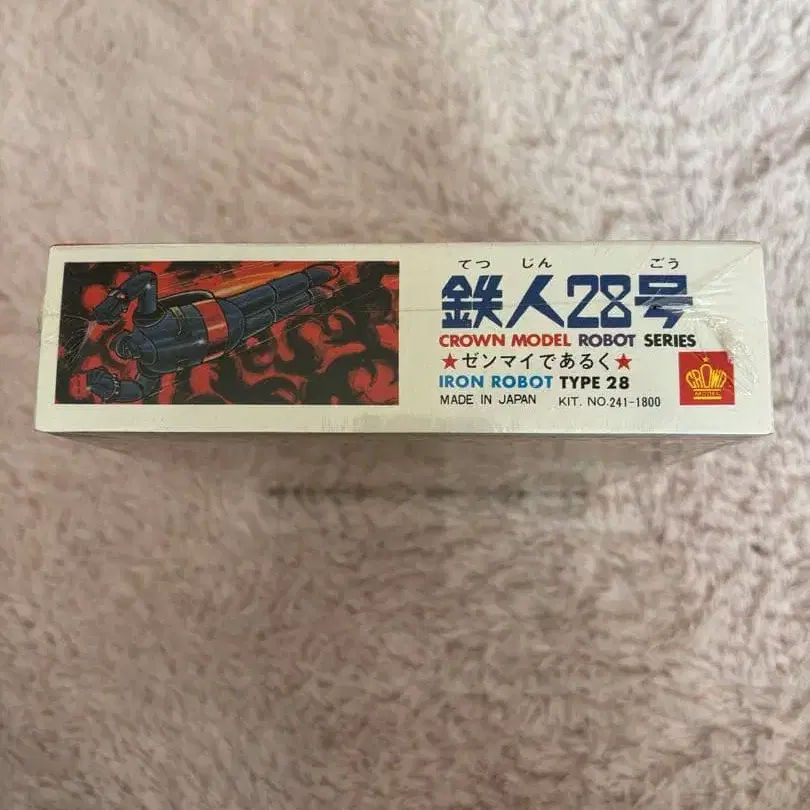 てつ じん ごう
鉄人28号
CROWN MODEL ROBOT SERIES
★ゼンマイであるく★
IRON ROBOT TYPE 28
MADE IN JAPAN KIT. NO.241-1800
CROWN